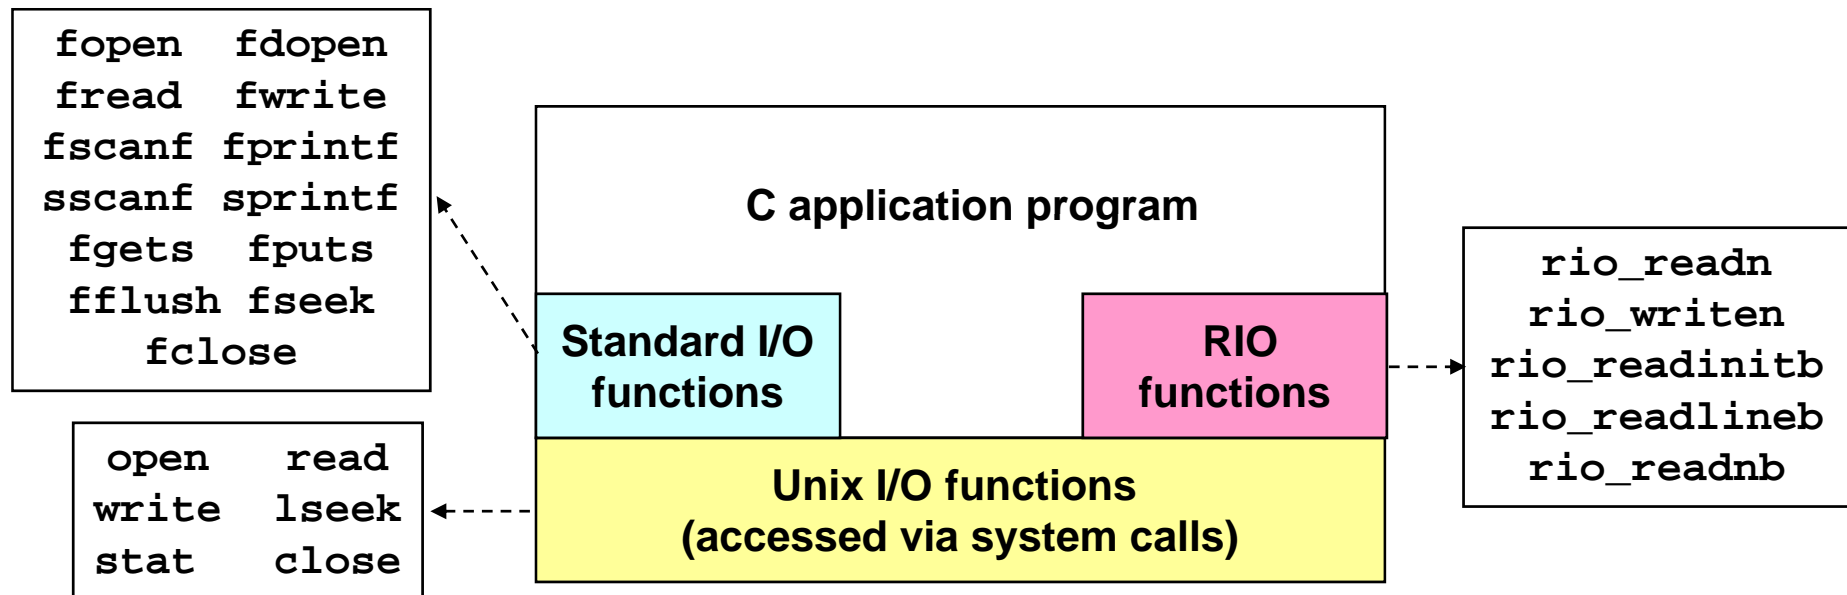 fopen fdopen
fread fwrite
fscanf fprintf
sscanf sprintf
fgets fputs
fflush fseek
fclose
open read
write lseek
stat close
C application program
Standard I/O
functions
RIO
functions
Unix I/O functions
(accessed via system calls)
rio_readn
rio_writen
rio_readinitb
rio_readlineb
rio_readnb